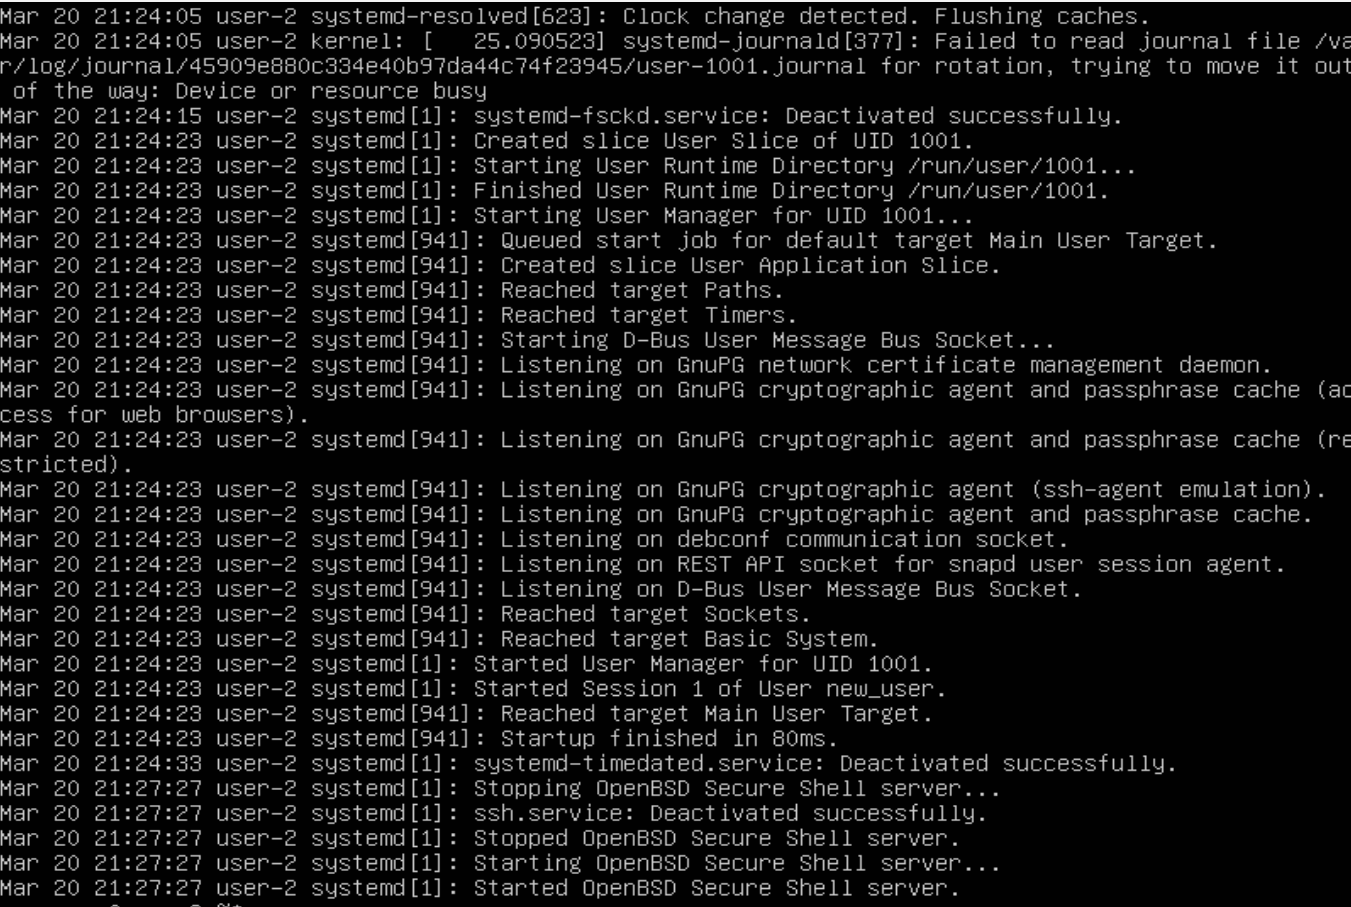 Mar 20 21:24:05 user-2 systemd-resolved[623]: Clock change detected. Flushing caches.
Mar 20 21:24:05 user-2 kernel: [   25.090523] systemd-journald[377]: Failed to read journal file /va
r/log/journal/45909e880c334e40b97da44c74f23945/user-1001.journal for rotation, trying to move it out
 of the way: Device or resource busy
Mar 20 21:24:15 user-2 systemd[1]: systemd-fsckd.service: Deactivated successfully.
Mar 20 21:24:23 user-2 systemd[1]: Created slice User Slice of UID 1001.
Mar 20 21:24:23 user-2 systemd[1]: Starting User Runtime Directory /run/user/1001...
Mar 20 21:24:23 user-2 systemd[1]: Finished User Runtime Directory /run/user/1001.
Mar 20 21:24:23 user-2 systemd[1]: Starting User Manager for UID 1001...
Mar 20 21:24:23 user-2 systemd[941]: Queued start job for default target Main User Target.
Mar 20 21:24:23 user-2 systemd[941]: Created slice User Application Slice.
Mar 20 21:24:23 user-2 systemd[941]: Reached target Paths.
Mar 20 21:24:23 user-2 systemd[941]: Reached target Timers.
Mar 20 21:24:23 user-2 systemd[941]: Starting D-Bus User Message Bus Socket...
Mar 20 21:24:23 user-2 systemd[941]: Listening on GnuPG network certificate management daemon.
Mar 20 21:24:23 user-2 systemd[941]: Listening on GnuPG cryptographic agent and passphrase cache (ac
cess for web browsers).
Mar 20 21:24:23 user-2 systemd[941]: Listening on GnuPG cryptographic agent and passphrase cache (re
stricted).
Mar 20 21:24:23 user-2 systemd[941]: Listening on GnuPG cryptographic agent (ssh-agent emulation).
Mar 20 21:24:23 user-2 systemd[941]: Listening on GnuPG cryptographic agent and passphrase cache.
Mar 20 21:24:23 user-2 systemd[941]: Listening on debconf communication socket.
Mar 20 21:24:23 user-2 systemd[941]: Listening on REST API socket for snapd user session agent.
Mar 20 21:24:23 user-2 systemd[941]: Listening on D-Bus User Message Bus Socket.
Mar 20 21:24:23 user-2 systemd[941]: Reached target Sockets.
Mar 20 21:24:23 user-2 systemd[941]: Reached target Basic System.
Mar 20 21:24:23 user-2 systemd[1]: Started User Manager for UID 1001.
Mar 20 21:24:23 user-2 systemd[1]: Started Session 1 of User new_user.
Mar 20 21:24:23 user-2 systemd[941]: Reached target Main User Target.
Mar 20 21:24:23 user-2 systemd[941]: Startup finished in 80ms.
Mar 20 21:24:33 user-2 systemd[1]: systemd-timedated.service: Deactivated successfully.
Mar 20 21:27:27 user-2 systemd[1]: Stopping OpenBSD Secure Shell server...
Mar 20 21:27:27 user-2 systemd[1]: ssh.service: Deactivated successfully.
Mar 20 21:27:27 user-2 systemd[1]: Stopped OpenBSD Secure Shell server.
Mar 20 21:27:27 user-2 systemd[1]: Starting OpenBSD Secure Shell server...
Mar 20 21:27:27 user-2 systemd[1]: Started OpenBSD Secure Shell server.